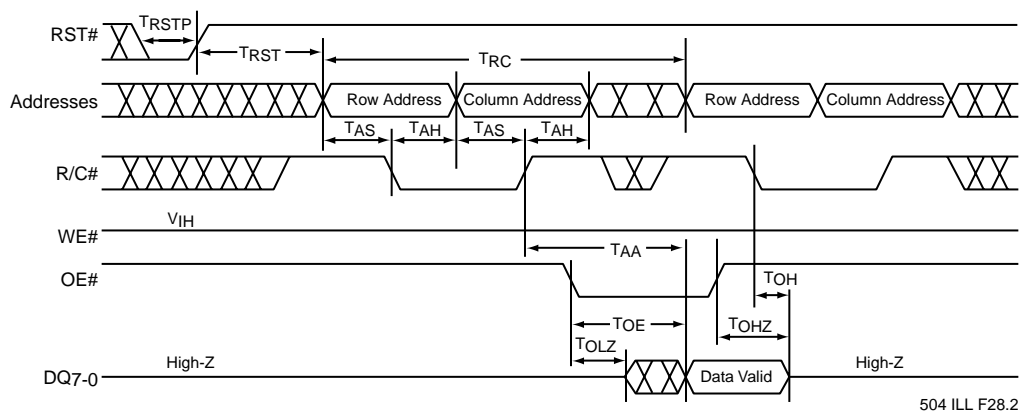 RST#
TRSTP
TRST
TRC
Addresses
Row Address
Column Address
Row Address
Column Address
TAS
TAH
TAS
TAH
R/C#
VIH
WE#
TAA
OE#
TOH
TOE
TOHZ
TOLZ
DQ7-0
High-Z
Data Valid
High-Z
504 ILL F28.2